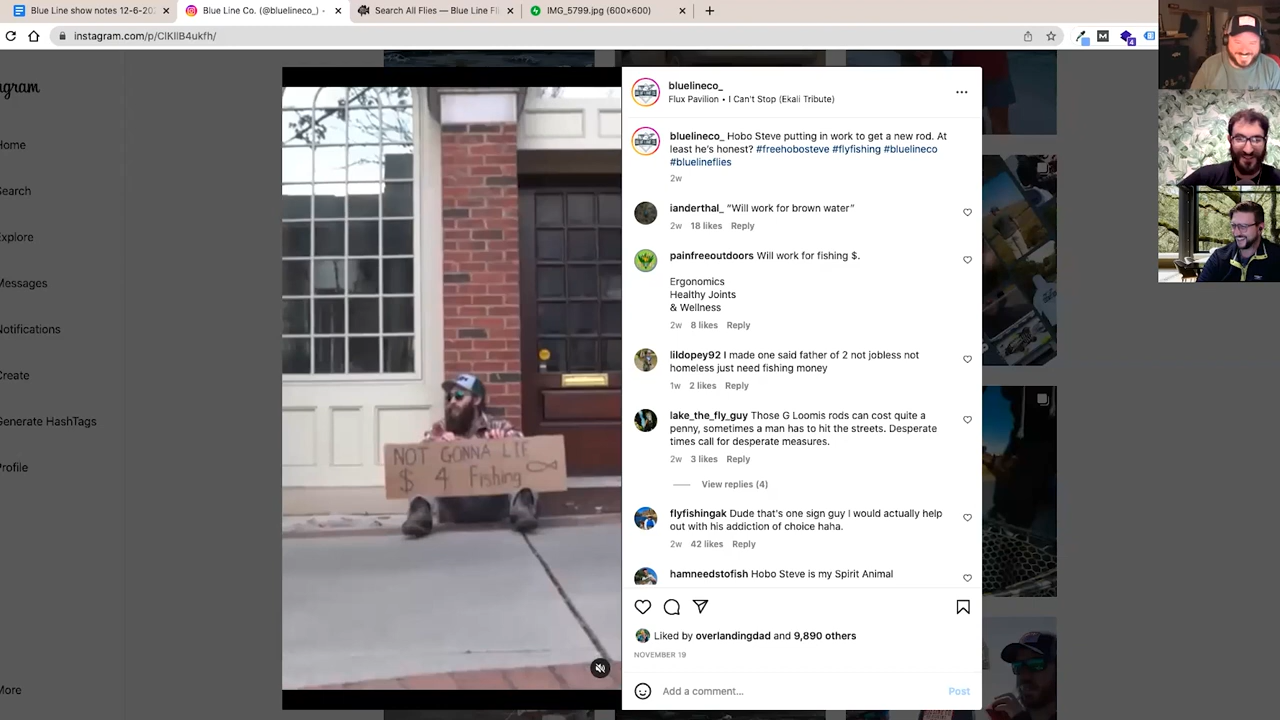 Blue Line show notes 12-6-202
Blue Line Co. (@bluelineco_) •
Search All Flies — Blue Line Fli
IMG_5799.jpg (600×600)
instagram.com/p/ClKlIB4ukfh/
4
agram
Home
Search
Explore
Messages
Notifications
Create
Generate HashTags
Profile
More
NOT GONNA LIE
$ 4 Fishing
bluelineco_
Flux Pavilion • I Can't Stop (Ekali Tribute)
bluelineco_ Hobo Steve putting in work to get a new rod. At
least he's honest? #freehobosteve #flyfishing #bluelineco
#bluelineflies
2w
ianderthal_ "Will work for brown water"
2w 18 likes Reply
painfreeoutdoors Will work for fishing $.
Ergonomics
Healthy Joints
& Wellness
2w 8 likes Reply
lildopey92 I made one said father of 2 not jobless not
homeless just need fishing money
1w 2 likes Reply
lake_the_fly_guy Those G Loomis rods can cost quite a
penny, sometimes a man has to hit the streets. Desperate
times call for desperate measures.
2w 3 likes Reply
View replies (4)
flyfishingak Dude that's one sign guy I would actually help
out with his addiction of choice haha.
2w 42 likes Reply
hamneedstofish Hobo Steve is my Spirit Animal
Liked by overlandingdad and 9,890 others
NOVEMBER 19
Add a comment...
Post